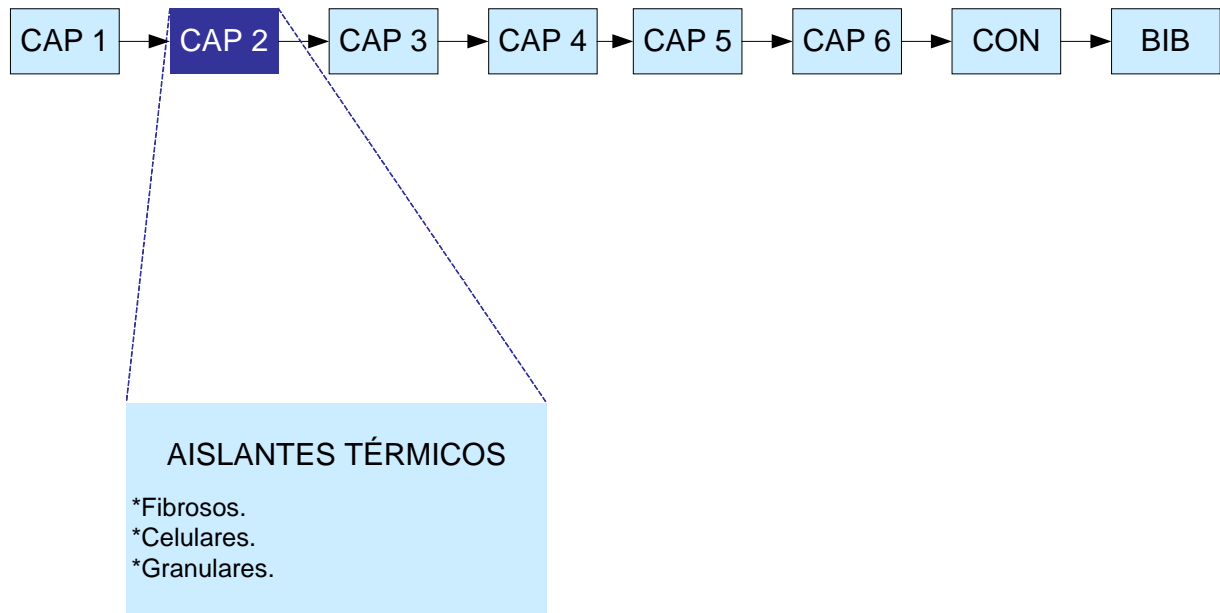 CAP 1
CAP 2
CAP 3
CAP 4
CAP 5
CAP 6
CON
BIB
AISLANTES TÉRMICOS
*Fibrosos.
*Celulares.
*Granulares.